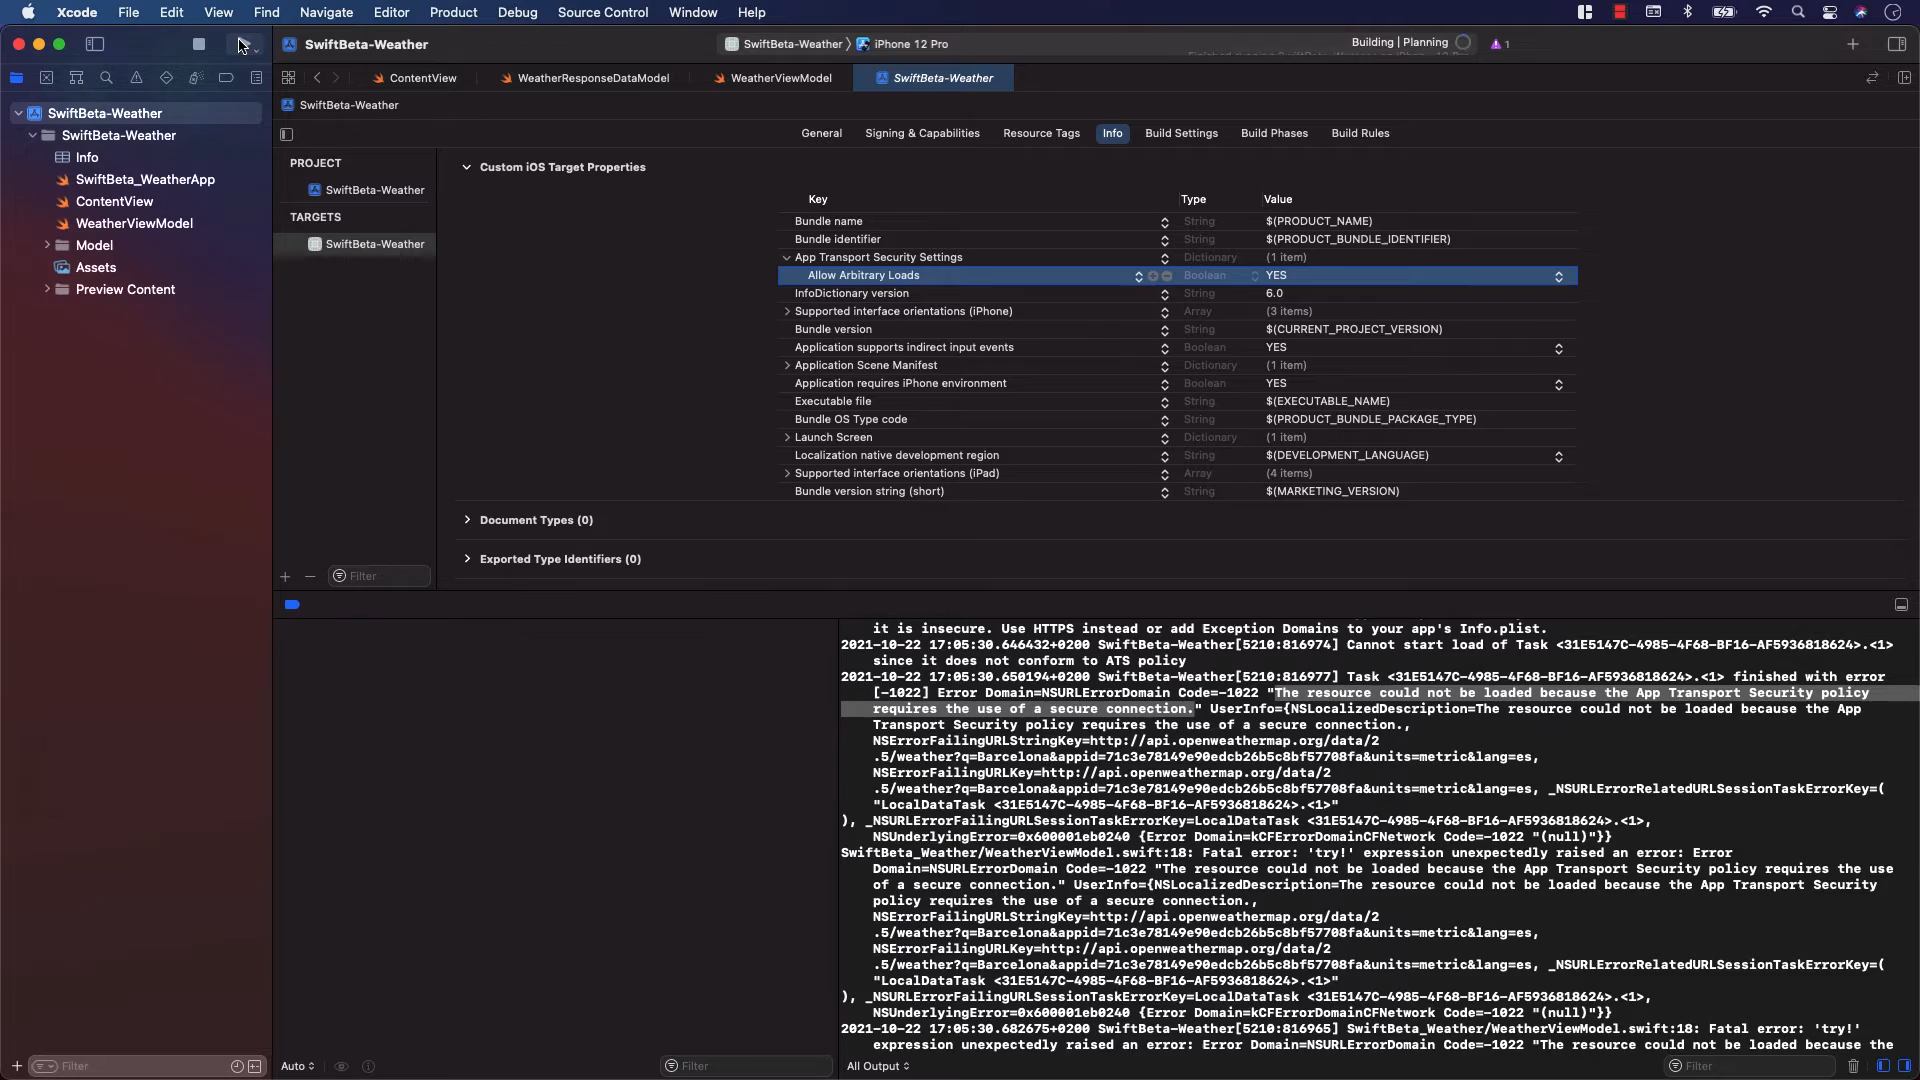 Xcode File Edit View Find Navigate Editor Product Debug Source Control Window Help
SwiftBeta-Weather
SwiftBeta-Weather iPhone 12 Pro
Building | Planning
1
ContentView WeatherResponseDataModel WeatherViewModel SwiftBeta-Weather
SwiftBeta-Weather
SwiftBeta-Weather
SwiftBeta-Weather
Info
SwiftBeta_WeatherApp
ContentView
WeatherViewModel
Model
Assets
Preview Content
General Signing & Capabilities Resource Tags Info Build Settings Build Phases Build Rules
PROJECT
SwiftBeta-Weather
TARGETS
SwiftBeta-Weather
Custom iOS Target Properties
Key Type Value
Bundle name String $(PRODUCT_NAME)
Bundle identifier String $(PRODUCT_BUNDLE_IDENTIFIER)
App Transport Security Settings Dictionary (1 item)
Allow Arbitrary Loads Boolean YES
InfoDictionary version String 6.0
Supported interface orientations (iPhone) Array (3 items)
Bundle version String $(CURRENT_PROJECT_VERSION)
Application supports indirect input events Boolean YES
Application Scene Manifest Dictionary (1 item)
Application requires iPhone environment Boolean YES
Executable file String $(EXECUTABLE_NAME)
Bundle OS Type code String $(PRODUCT_BUNDLE_PACKAGE_TYPE)
Launch Screen Dictionary (1 item)
Localization native development region String $(DEVELOPMENT_LANGUAGE)
Supported interface orientations (iPad) Array (4 items)
Bundle version string (short) String $(MARKETING_VERSION)
Document Types (0)
Exported Type Identifiers (0)
Filter
it is insecure. Use HTTPS instead or add Exception Domains to your app's Info.plist.
2021-10-22 17:05:30.646432+0200 SwiftBeta-Weather[5210:816974] Cannot start load of Task <31E5147C-4985-4F68-BF16-AF5936818624>.<1>
since it does not conform to ATS policy
2021-10-22 17:05:30.650194+0200 SwiftBeta-Weather[5210:816977] Task <31E5147C-4985-4F68-BF16-AF5936818624>.<1> finished with error
[-1022] Error Domain=NSURLErrorDomain Code=-1022 "The resource could not be loaded because the App Transport Security policy
requires the use of a secure connection." UserInfo={NSLocalizedDescription=The resource could not be loaded because the App
Transport Security policy requires the use of a secure connection.,
NSErrorFailingURLStringKey=http://api.openweathermap.org/data/2
.5/weather?q=Barcelona&appid=71c3e78149e90edcb26b5c8bf57708fa&units=metric&lang=es,
NSErrorFailingURLKey=http://api.openweathermap.org/data/2
.5/weather?q=Barcelona&appid=71c3e78149e90edcb26b5c8bf57708fa&units=metric&lang=es, _NSURLErrorRelatedURLSessionTaskErrorKey=(
"LocalDataTask <31E5147C-4985-4F68-BF16-AF5936818624>.<1>"
), _NSURLErrorFailingURLSessionTaskErrorKey=LocalDataTask <31E5147C-4985-4F68-BF16-AF5936818624>.<1>,
NSUnderlyingError=0x600001eb0240 {Error Domain=kCFErrorDomainCFNetwork Code=-1022 "(null)"}}
SwiftBeta_Weather/WeatherViewModel.swift:18: Fatal error: 'try!' expression unexpectedly raised an error: Error
Domain=NSURLErrorDomain Code=-1022 "The resource could not be loaded because the App Transport Security policy requires the use
of a secure connection." UserInfo={NSLocalizedDescription=The resource could not be loaded because the App Transport Security
policy requires the use of a secure connection.,
NSErrorFailingURLStringKey=http://api.openweathermap.org/data/2
.5/weather?q=Barcelona&appid=71c3e78149e90edcb26b5c8bf57708fa&units=metric&lang=es,
NSErrorFailingURLKey=http://api.openweathermap.org/data/2
.5/weather?q=Barcelona&appid=71c3e78149e90edcb26b5c8bf57708fa&units=metric&lang=es, _NSURLErrorRelatedURLSessionTaskErrorKey=(
"LocalDataTask <31E5147C-4985-4F68-BF16-AF5936818624>.<1>"
), _NSURLErrorFailingURLSessionTaskErrorKey=LocalDataTask <31E5147C-4985-4F68-BF16-AF5936818624>.<1>,
NSUnderlyingError=0x600001eb0240 {Error Domain=kCFErrorDomainCFNetwork Code=-1022 "(null)"}}
2021-10-22 17:05:30.682675+0200 SwiftBeta-Weather[5210:816965] SwiftBeta_Weather/WeatherViewModel.swift:18: Fatal error: 'try!'
expression unexpectedly raised an error: Error Domain=NSURLErrorDomain Code=-1022 "The resource could not be loaded because the
Filter
Auto
Filter
All Output
Filter